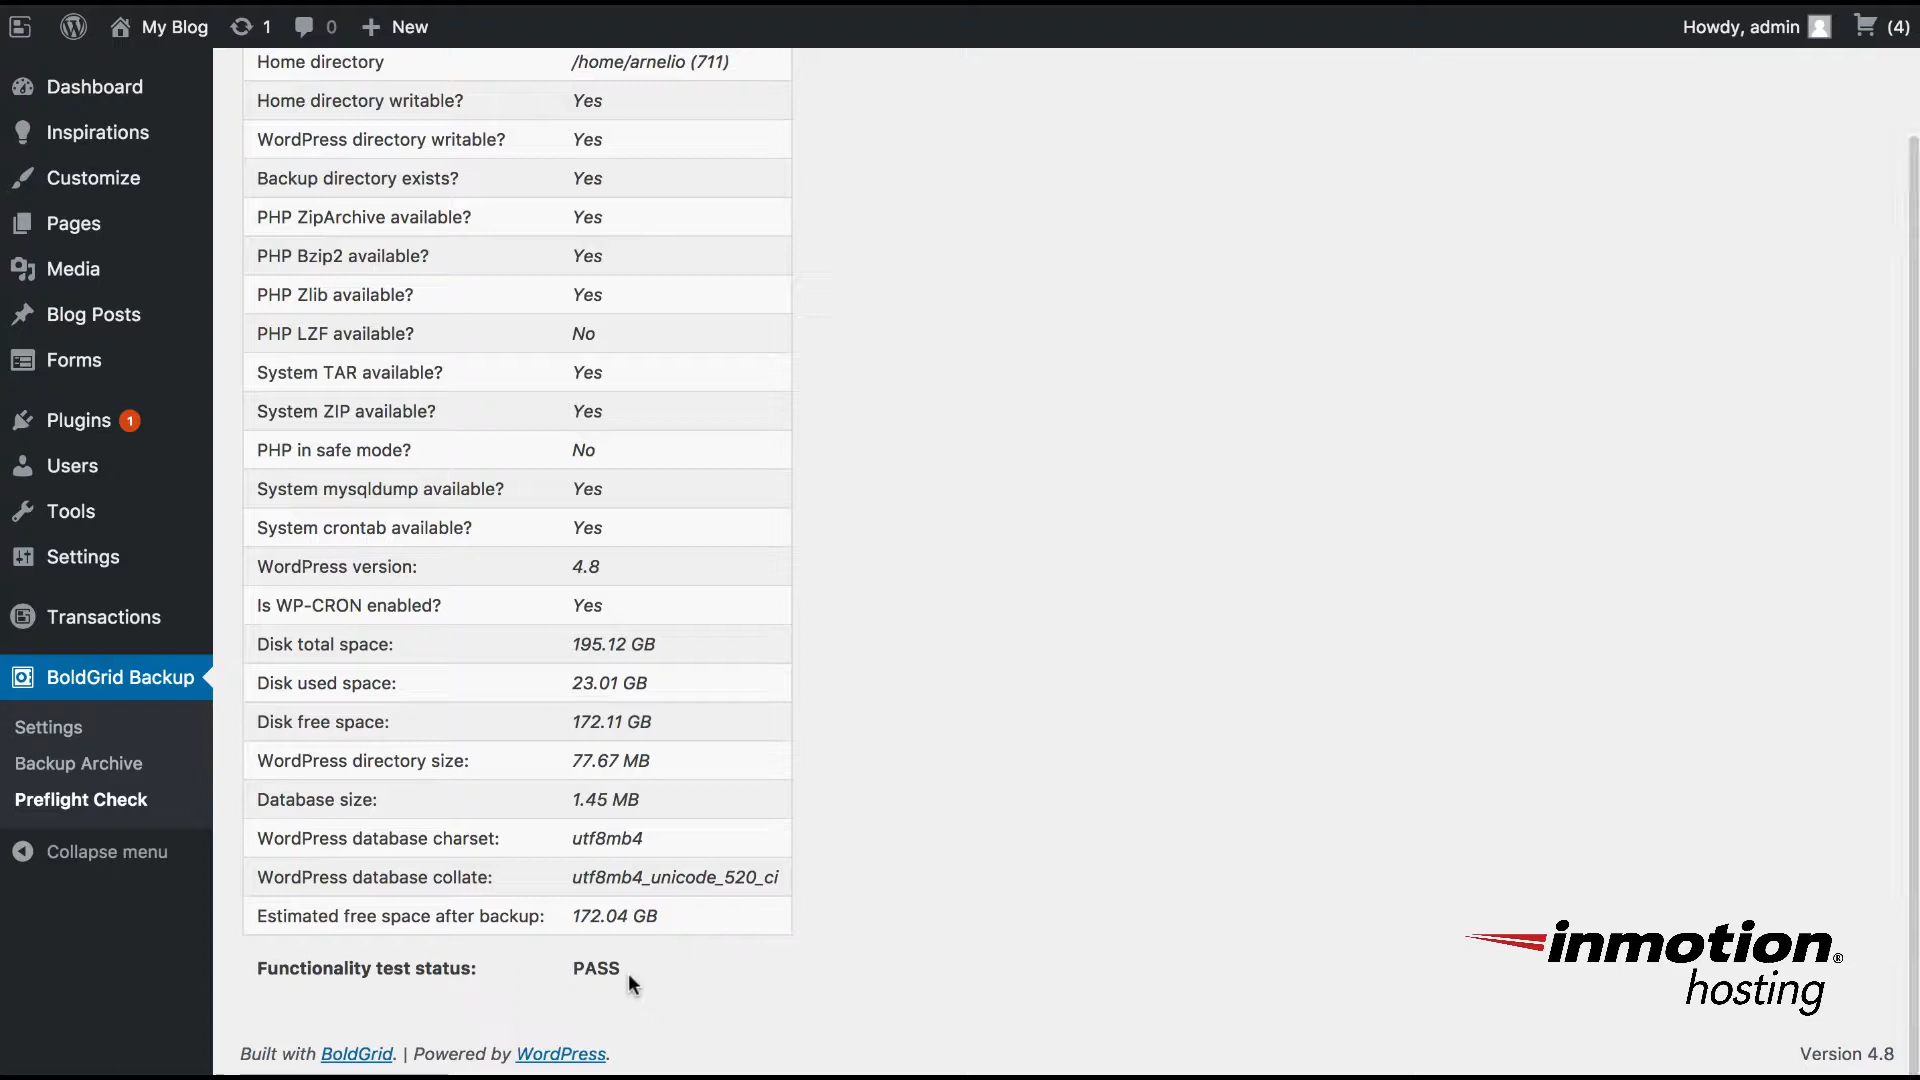 My Blog 1 0 New Howdy, admin (4)
Dashboard
Inspirations
Customize
Pages
Media
Blog Posts
Forms
Plugins 1
Users
Tools
Settings
Transactions
BoldGrid Backup
Settings
Backup Archive
Preflight Check
Collapse menu
Home directory /home/arnelio (711)
Home directory writable? Yes
WordPress directory writable? Yes
Backup directory exists? Yes
PHP ZipArchive available? Yes
PHP Bzip2 available? Yes
PHP Zlib available? Yes
PHP LZF available? No
System TAR available? Yes
System ZIP available? Yes
PHP in safe mode? No
System mysqldump available? Yes
System crontab available? Yes
WordPress version: 4.8
Is WP-CRON enabled? Yes
Disk total space: 195.12 GB
Disk used space: 23.01 GB
Disk free space: 172.11 GB
WordPress directory size: 77.67 MB
Database size: 1.45 MB
WordPress database charset: utf8mb4
WordPress database collate: utf8mb4_unicode_520_ci
Estimated free space after backup: 172.04 GB
Functionality test status: PASS
inmotion®
hosting
Built with BoldGrid. | Powered by WordPress. Version 4.8